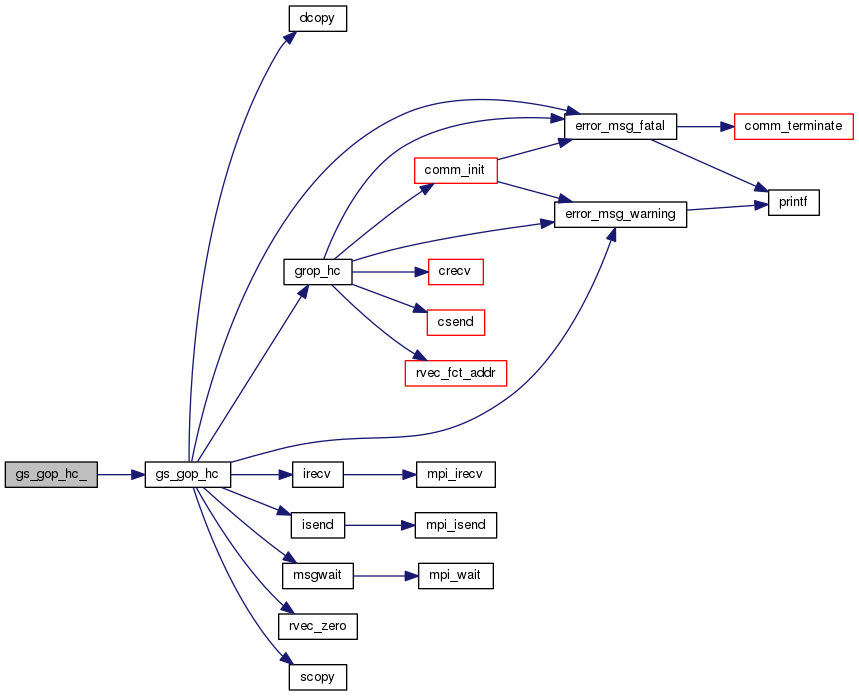 dcopy
error_msg_fatal
comm_terminate
comm_init
printf
error_msg_warning
grop_hc
crecv
csend
rvec_fct_addr
gs_gop_hc_
gs_gop_hc
irecv
mpi_irecv
isend
mpi_isend
msgwait
mpi_wait
rvec_zero
scopy